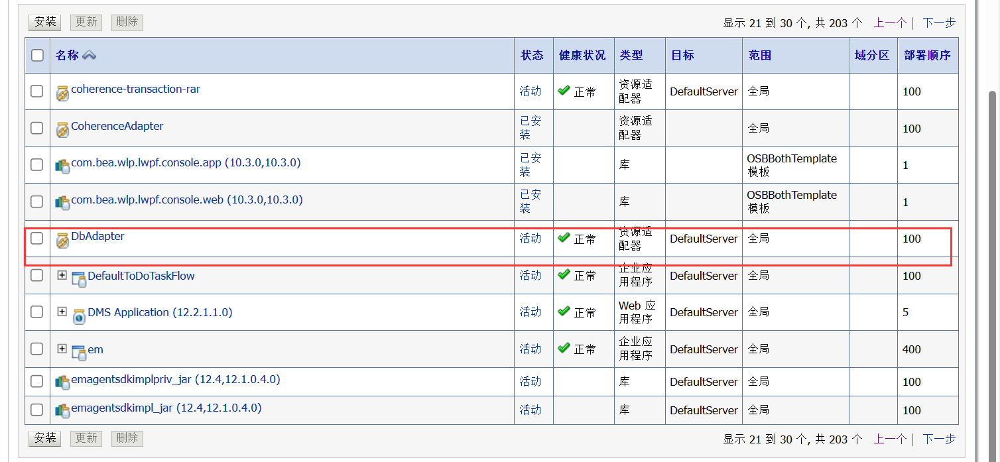 安装 更新 删除 显示 21 到 30 个, 共 203 个 上一个 | 下一步
名称 状态 健康状况 类型 目标 范围 域分区 部署顺序
coherence-transaction-rar 活动 正常 资源适 DefaultServer 全局 100
配器
CoherenceAdapter 已安 资源适 全局 100
装 配器
com.bea.wlp.lwpf.console.app (10.3.0,10.3.0) 已安 库 OSBBothTemplate 1
装 模板
com.bea.wlp.lwpf.console.web (10.3.0,10.3.0) 已安 库 OSBBothTemplate 1
装 模板
DbAdapter 活动 正常 资源适 DefaultServer 全局 100
配器
DefaultToDoTaskFlow 活动 正常 企业应 DefaultServer 全局 100
用程序
DMS Application (12.2.1.1.0) 活动 正常 Web 应 DefaultServer 全局 5
用程序
em 活动 正常 企业应 DefaultServer 全局 400
用程序
emagentsdkimplpriv_jar (12.4,12.1.0.4.0) 活动 库 DefaultServer 全局 100
emagentsdkimpl_jar (12.4,12.1.0.4.0) 活动 库 DefaultServer 全局 100
安装 更新 删除 显示 21 到 30 个, 共 203 个 上一个 | 下一步